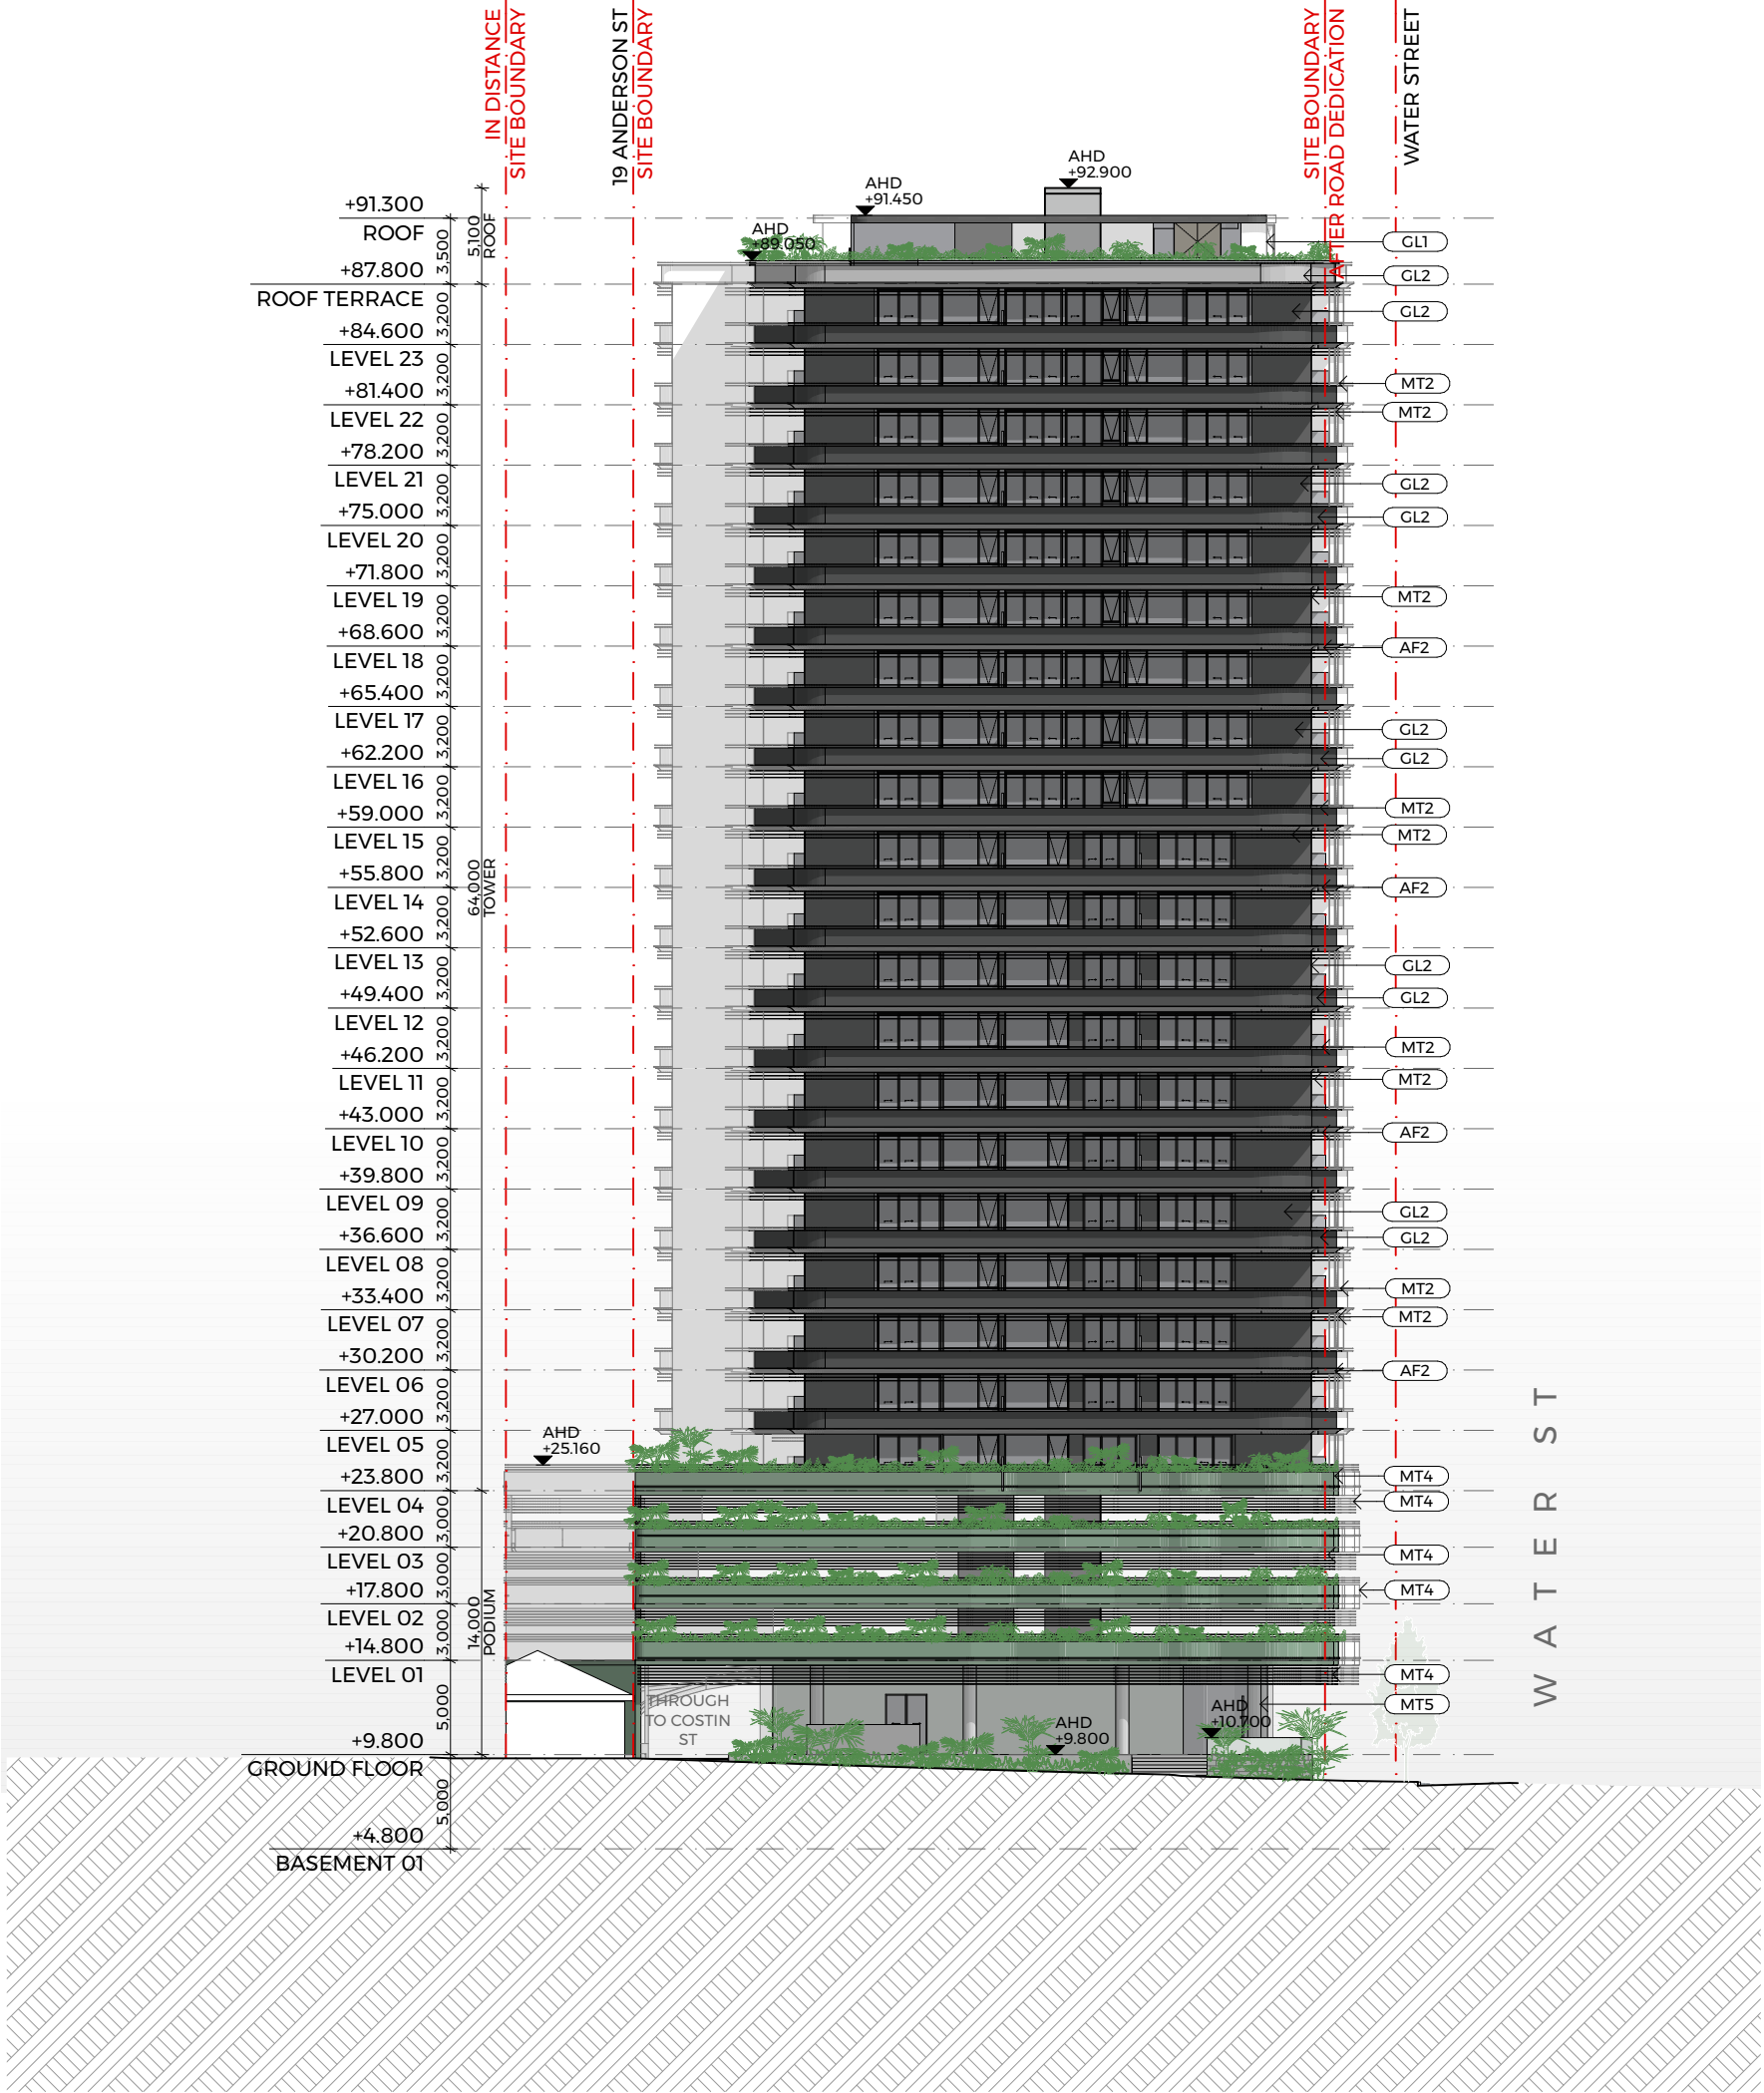 IN DISTANCE
SITE BOUNDARY
19 ANDERSON ST
SITE BOUNDARY
SITE BOUNDARY
AFTER ROAD DEDICATION
WATER STREET
AHD
+92.900
AHD
+91.450
AHD
+89.050
+91.300
ROOF
3,500
5,100
ROOF
+87.800
ROOF TERRACE
3,200
+84.600
LEVEL 23
3,200
+81.400
LEVEL 22
3,200
+78.200
LEVEL 21
3,200
+75.000
LEVEL 20
3,200
+71.800
LEVEL 19
3,200
+68.600
LEVEL 18
3,200
+65.400
LEVEL 17
3,200
+62.200
LEVEL 16
3,200
+59.000
LEVEL 15
3,200
+55.800
LEVEL 14
3,200
+52.600
LEVEL 13
3,200
+49.400
LEVEL 12
3,200
+46.200
LEVEL 11
3,200
+43.000
LEVEL 10
3,200
+39.800
LEVEL 09
3,200
+36.600
LEVEL 08
3,200
+33.400
LEVEL 07
3,200
+30.200
LEVEL 06
3,200
+27.000
LEVEL 05
3,200
+23.800
LEVEL 04
3,000
+20.800
LEVEL 03
3,000
+17.800
LEVEL 02
3,000
+14.800
LEVEL 01
5,000
+9.800
GROUND FLOOR
5,000
+4.800
BASEMENT 01
64,000
TOWER
14,000
PODIUM
AHD
+25.160
THROUGH
TO COSTIN
ST
AHD
+9.800
AHD
+10.700
GL1
GL2
GL2
MT2
MT2
GL2
GL2
MT2
AF2
GL2
GL2
MT2
MT2
AF2
GL2
GL2
MT2
MT2
AF2
GL2
GL2
MT2
MT2
AF2
MT4
MT4
MT4
MT4
MT4
MT5
WATER ST